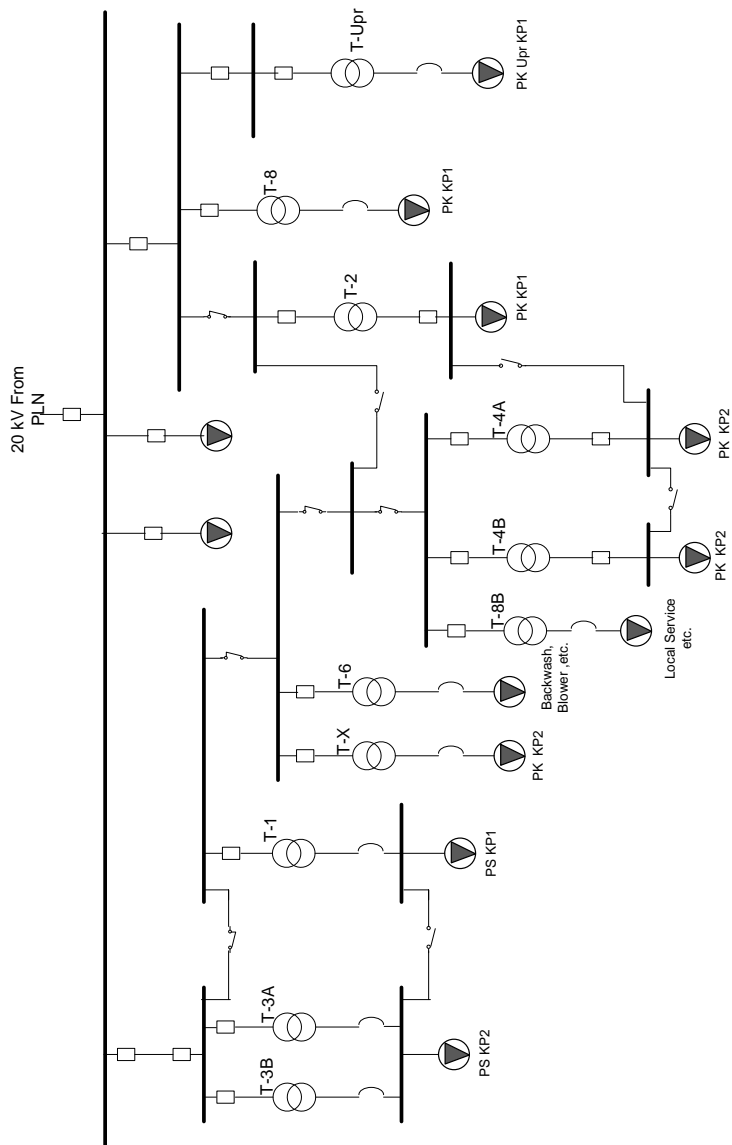 20 kV From
PLN
T-Upr
PK Upr KP1
T-8
PK KP1
T-2
PK KP1
T-4A
PK KP2
T-4B
PK KP2
T-8B
Local Service
etc.
T-6
Backwash,
Blower ,etc.
T-X
PK KP2
T-1
PS KP1
T-3A
T-3B
PS KP2